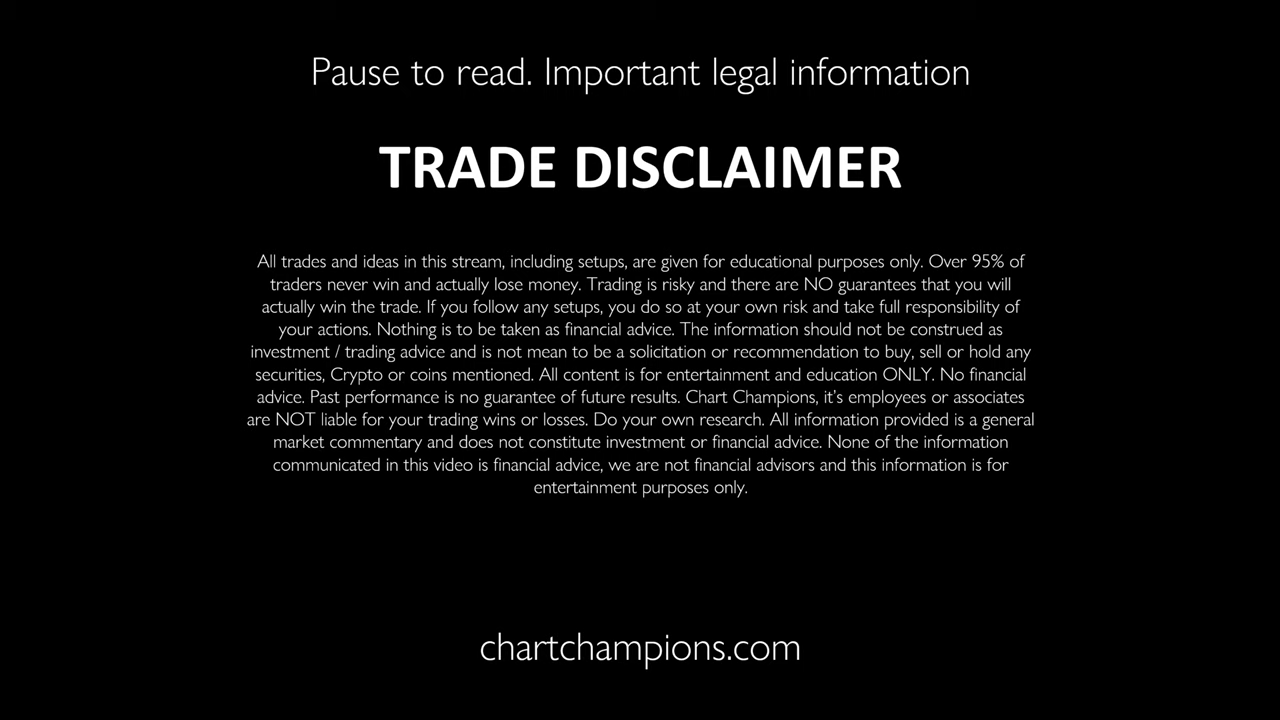 Pause to read. Important legal information
TRADE DISCLAIMER
All trades and ideas in this stream, including setups, are given for educational purposes only. Over 95% of
traders never win and actually lose money. Trading is risky and there are NO guarantees that you will
actually win the trade. If you follow any setups, you do so at your own risk and take full responsibility of
your actions. Nothing is to be taken as financial advice. The information should not be construed as
investment / trading advice and is not mean to be a solicitation or recommendation to buy, sell or hold any
securities, Crypto or coins mentioned. All content is for entertainment and education ONLY. No financial
advice. Past performance is no guarantee of future results. Chart Champions, it's employees or associates
are NOT liable for your trading wins or losses. Do your own research. All information provided is a general
market commentary and does not constitute investment or financial advice. None of the information
communicated in this video is financial advice, we are not financial advisors and this information is for
entertainment purposes only.
chartchampions.com